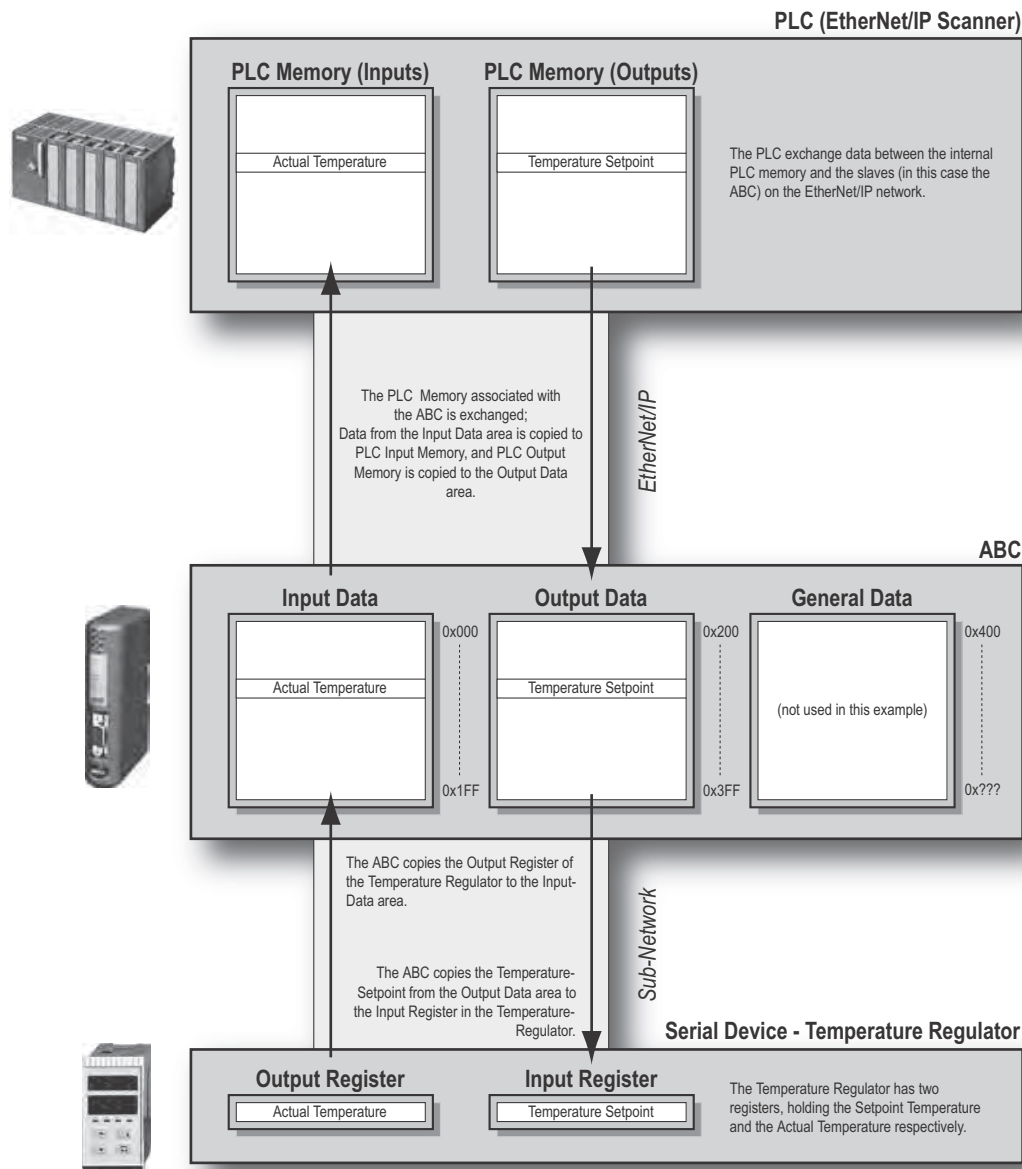 PLC (EtherNet/IP Scanner)
PLC Memory (Inputs)
PLC Memory (Outputs)
Actual Temperature
Temperature Setpoint
The PLC exchange data between the internal
PLC memory and the slaves (in this case the
ABC) on the EtherNet/IP network.
The PLC Memory associated with
the ABC is exchanged;
Data from the Input Data area is copied to
PLC Input Memory, and PLC Output
Memory is copied to the Output Data
area.
EtherNet/IP
ABC
Input Data
Output Data
General Data
0x000
0x200
0x400
Actual Temperature
Temperature Setpoint
(not used in this example)
0x1FF
0x3FF
0x???
The ABC copies the Output Register of
the Temperature Regulator to the Input-
Data area.
Sub-Network
The ABC copies the Temperature-
Setpoint from the Output Data area to
the Input Register in the Temperature-
Regulator.
Serial Device - Temperature Regulator
Output Register
Input Register
Actual Temperature
Temperature Setpoint
The Temperature Regulator has two
registers, holding the Setpoint Temperature
and the Actual Temperature respectively.